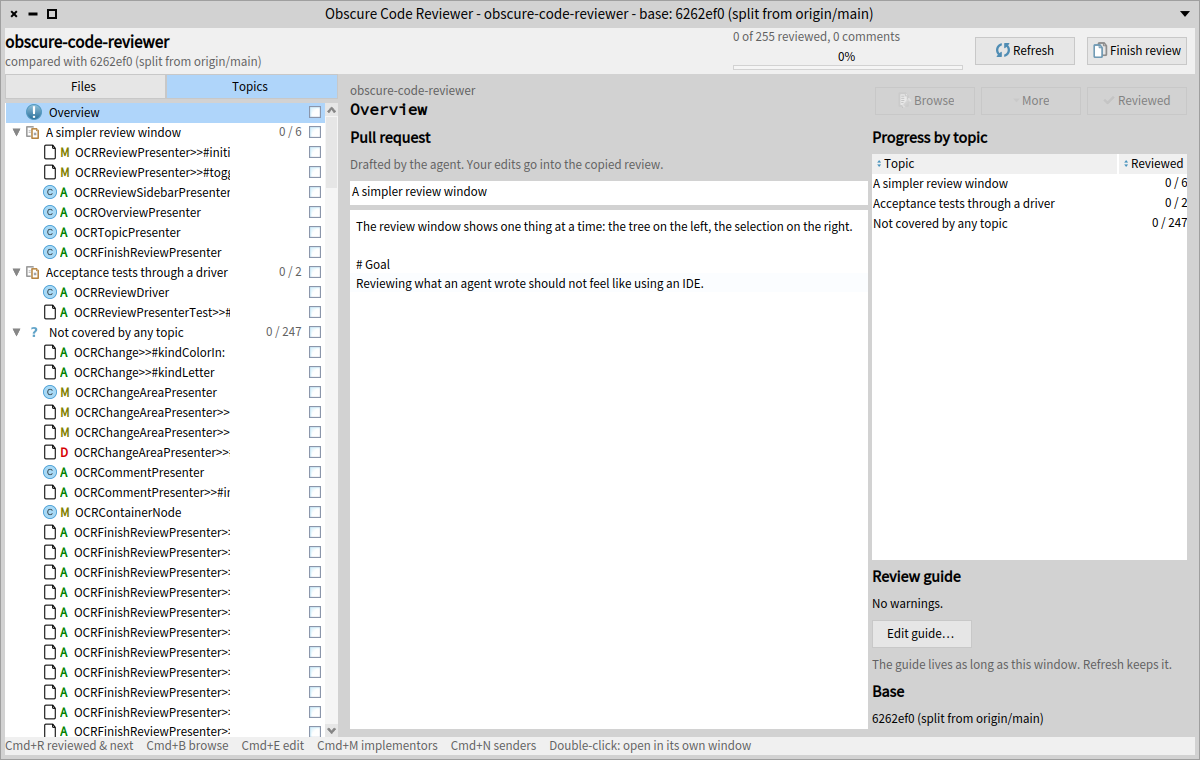 Obscure Code Reviewer - obscure-code-reviewer - base: 6262ef0 (split from origin/main)
obscure-code-reviewer
compared with 6262ef0 (split from origin/main)
0 of 255 reviewed, 0 comments
0%
Refresh
Finish review
Files
Topics
Overview
A simpler review window 0 / 6
M OCRReviewPresenter>>#initi
M OCRReviewPresenter>>#togg
C A OCRReviewSidebarPresenter
C A OCROverviewPresenter
C A OCRTopicPresenter
C A OCRFinishReviewPresenter
Acceptance tests through a driver 0 / 2
C A OCRReviewDriver
A OCRReviewPresenterTest>>#
? Not covered by any topic 0 / 247
A OCRChange>>#kindColorIn:
A OCRChange>>#kindLetter
C M OCRChangeAreaPresenter
M OCRChangeAreaPresenter>>
M OCRChangeAreaPresenter>>
D OCRChangeAreaPresenter>>
C A OCRCommentPresenter
A OCRCommentPresenter>>#in
C M OCRContainerNode
A OCRFinishReviewPresenter>>
A OCRFinishReviewPresenter>>
A OCRFinishReviewPresenter>>
A OCRFinishReviewPresenter>>
A OCRFinishReviewPresenter>>
A OCRFinishReviewPresenter>>
A OCRFinishReviewPresenter>>
A OCRFinishReviewPresenter>>
A OCRFinishReviewPresenter>>
A OCRFinishReviewPresenter>>
A OCRFinishReviewPresenter>>
obscure-code-reviewer
Overview
Browse
More
Reviewed
Pull request
Drafted by the agent. Your edits go into the copied review.
A simpler review window
The review window shows one thing at a time: the tree on the left, the selection on the right.
# Goal
Reviewing what an agent wrote should not feel like using an IDE.
Progress by topic
Topic Reviewed
A simpler review window 0 / 6
Acceptance tests through a driver 0 / 2
Not covered by any topic 0 / 247
Review guide
No warnings.
Edit guide…
The guide lives as long as this window. Refresh keeps it.
Base
6262ef0 (split from origin/main)
Cmd+R reviewed & next Cmd+B browse Cmd+E edit Cmd+M implementors Cmd+N senders Double-click: open in its own window